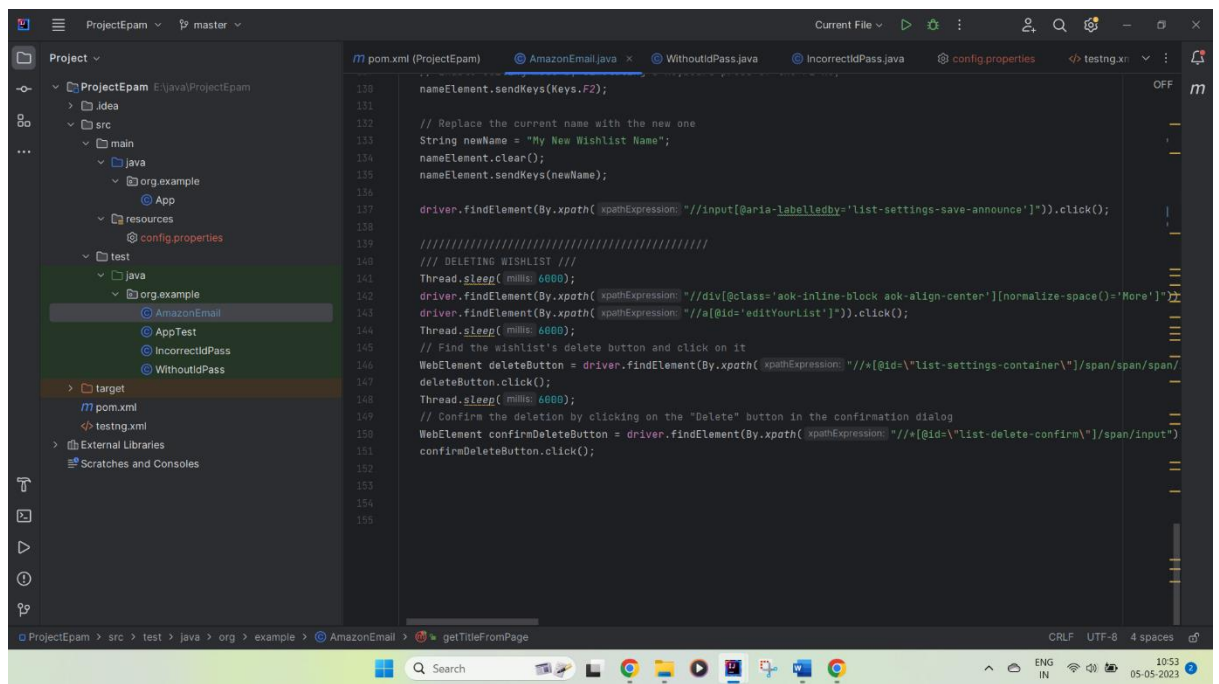 ProjectEpam master Current File
Project
m pom.xml (ProjectEpam) AmazonEmail.java WithoutIdPass.java IncorrectIdPass.java config.properties testng.xm
OFF
m
ProjectEpam E:\java\ProjectEpam
.idea
src
main
java
org.example
App
resources
config.properties
test
java
org.example
AmazonEmail
AppTest
IncorrectIdPass
WithoutIdPass
target
m pom.xml
testng.xml
External Libraries
Scratches and Consoles
130 nameElement.sendKeys(Keys.F2);
131
132 // Replace the current name with the new one
133 String newName = "My New Wishlist Name";
134 nameElement.clear();
135 nameElement.sendKeys(newName);
136
137 driver.findElement(By.xpath( xpathExpression: "//input[@aria-labelledby='list-settings-save-announce']")).click();
138
139 //////////////////////////////////////////////
140 /// DELETING WISHLIST ///
141 Thread.sleep( millis: 6000);
142 driver.findElement(By.xpath( xpathExpression: "//div[@class='aok-inline-block aok-align-center'][normalize-space()='More']"))
143 driver.findElement(By.xpath( xpathExpression: "//a[@id='editYourList']")).click();
144 Thread.sleep( millis: 6000);
145 // Find the wishlist's delete button and click on it
146 WebElement deleteButton = driver.findElement(By.xpath( xpathExpression: "//*[@id=\"list-settings-container\"]/span/span/span/
147 deleteButton.click();
148 Thread.sleep( millis: 6000);
149 // Confirm the deletion by clicking on the "Delete" button in the confirmation dialog
150 WebElement confirmDeleteButton = driver.findElement(By.xpath( xpathExpression: "//*[@id=\"list-delete-confirm\"]/span/input")
151 confirmDeleteButton.click();
152
153
154
155
ProjectEpam > src > test > java > org > example > AmazonEmail > getTitleFromPage CRLF UTF-8 4 spaces
Search ENG IN 10:53 05-05-2023 2